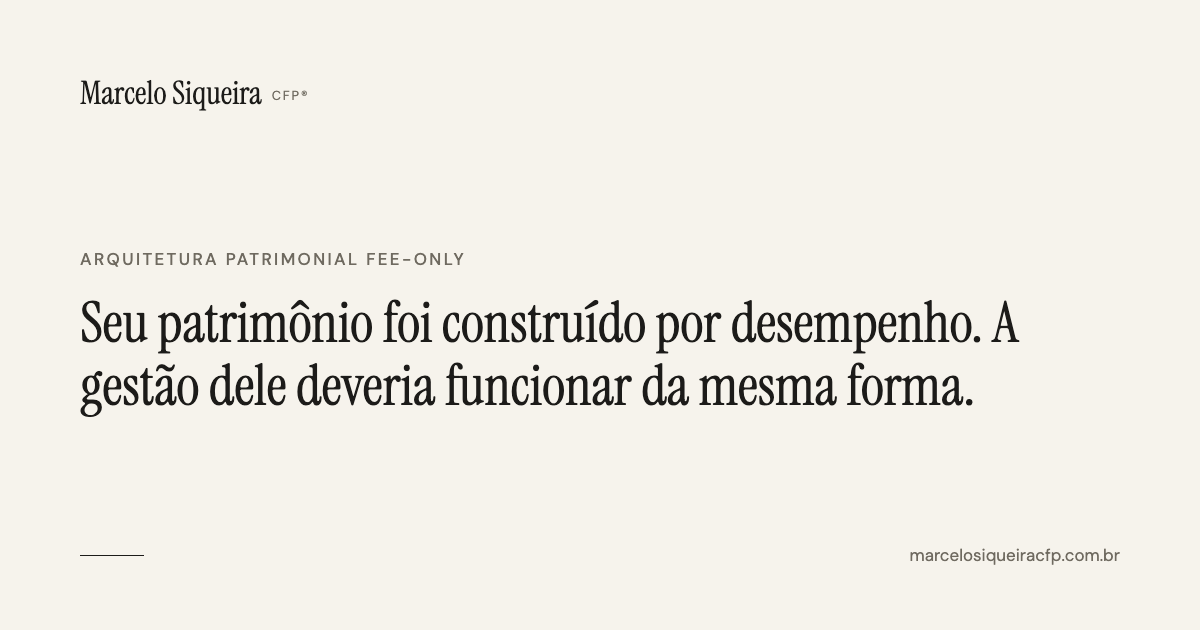 Marcelo Siqueira CFP®
ARQUITETURA PATRIMONIAL FEE-ONLY
Seu patrimônio foi construído por desempenho. A
gestão dele deveria funcionar da mesma forma.
marcelosiqueiracfp.com.br